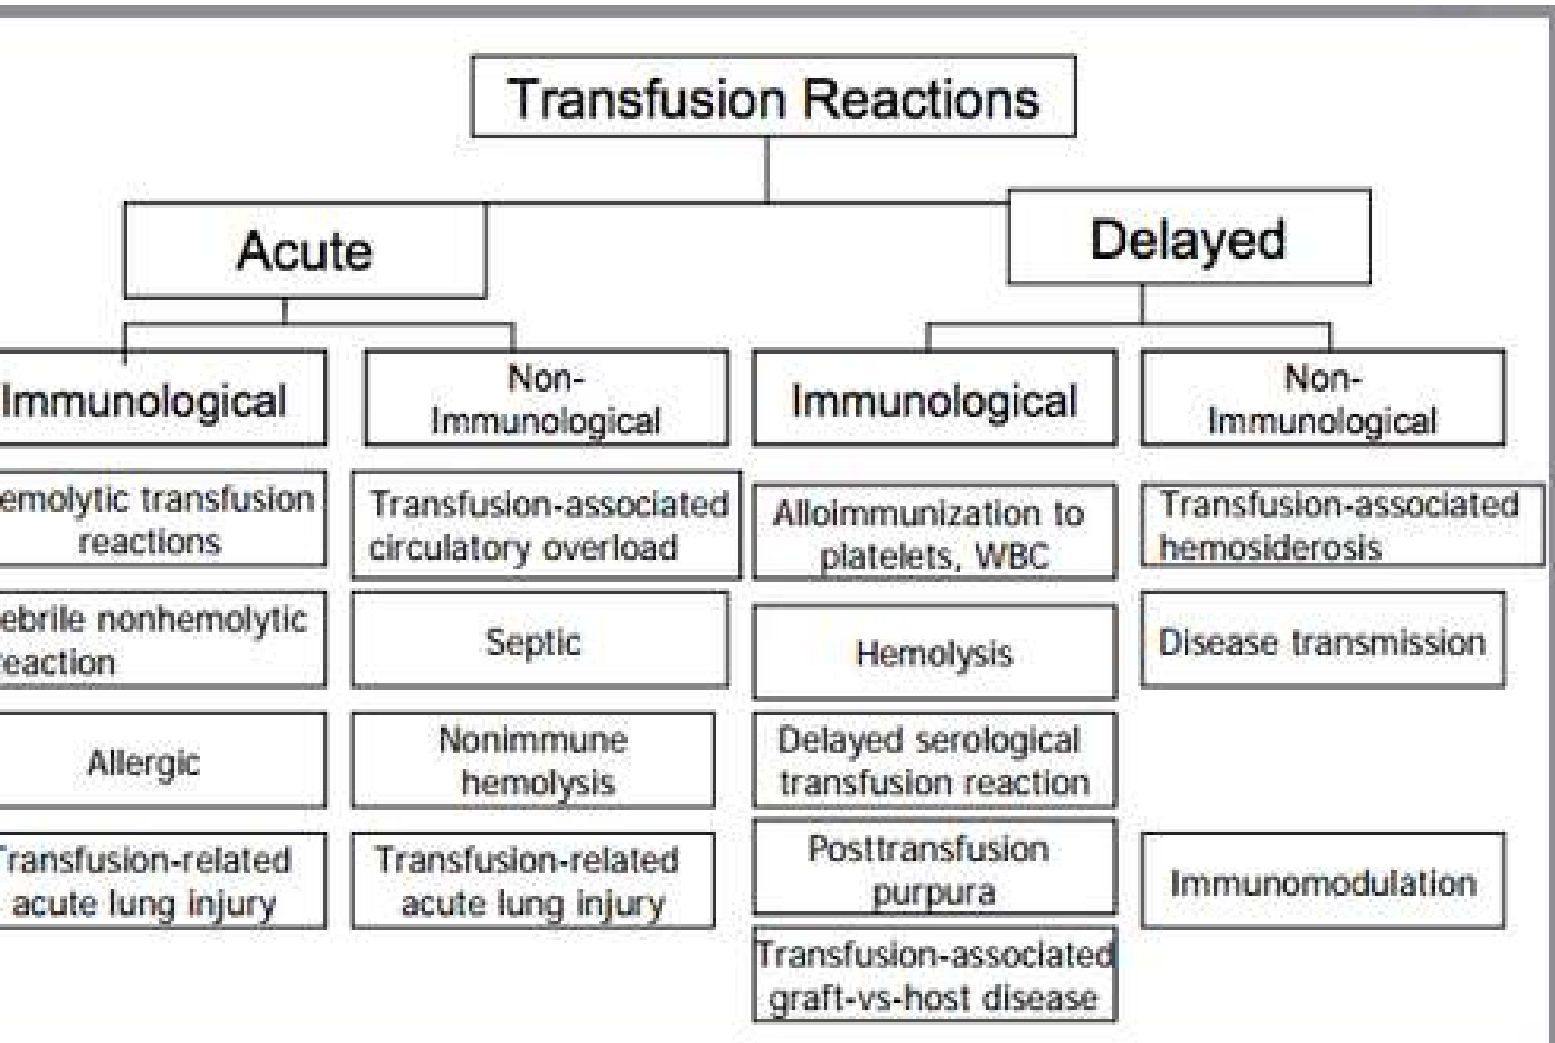 Transfusion Reactions
Acute
Delayed
Immunological
Non-
Immunological
Immunological
Non-
Immunological
emolytic transfusion
reactions
Transfusion-associated
circulatory overload
Alloimmunization to
platelets, WBC
Transfusion-associated
hemosiderosis
ebrile nonhemolytic
eaction
Septic
Hemolysis
Disease transmission
Allergic
Nonimmune
hemolysis
Delayed serological
transfusion reaction
Transfusion-related
acute lung injury
Transfusion-related
acute lung injury
Posttransfusion
purpura
Immunomodulation
Transfusion-associated
graft-vs-host disease